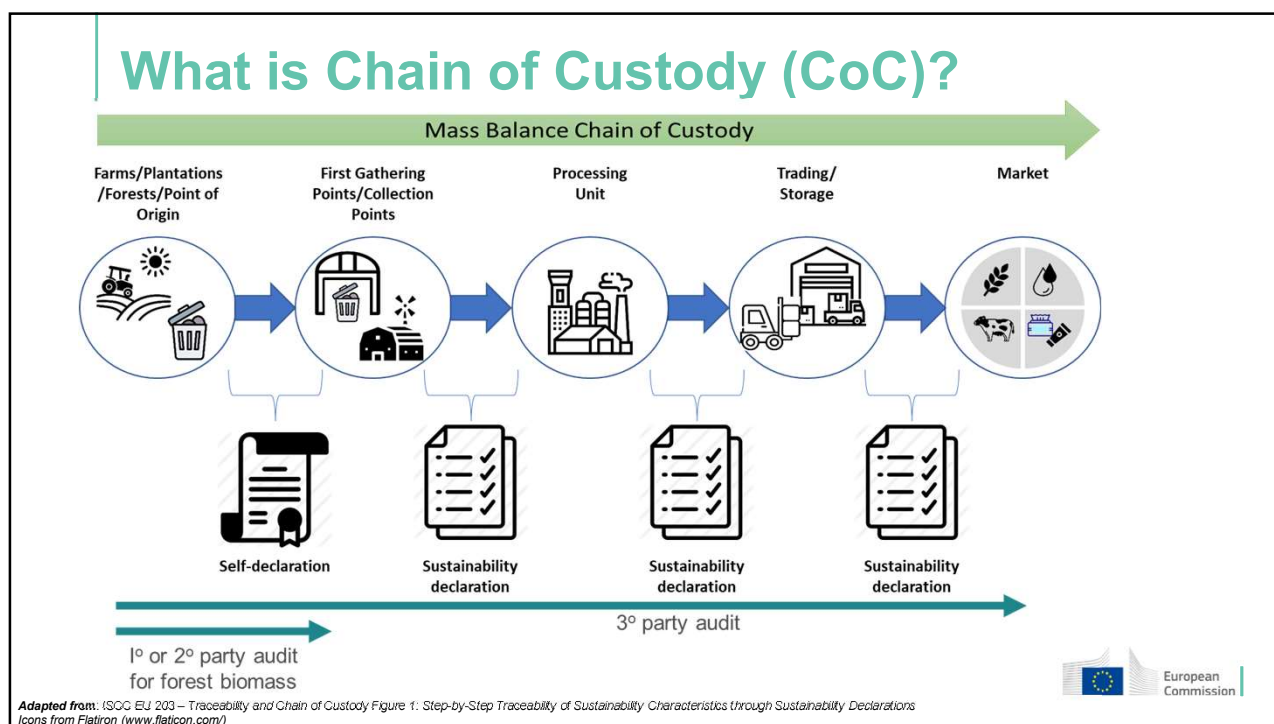 What is Chain of Custody (CoC)?
Mass Balance Chain of Custody
Farms/Plantations
/Forests/Point of
Origin
First Gathering
Points/Collection
Points
Processing
Unit
Trading/
Storage
Market
Self-declaration
Sustainability
declaration
Sustainability
declaration
Sustainability
declaration
3º party audit
Iº or 2º party audit
for forest biomass
European
Commission
Adapted from: ISCC EU 203 – Traceability and Chain of Custody Figure 1: Step-by-Step Traceability of Sustainability Characteristics through Sustainability Declarations
Icons from Flatiron (www.flaticon.com/)